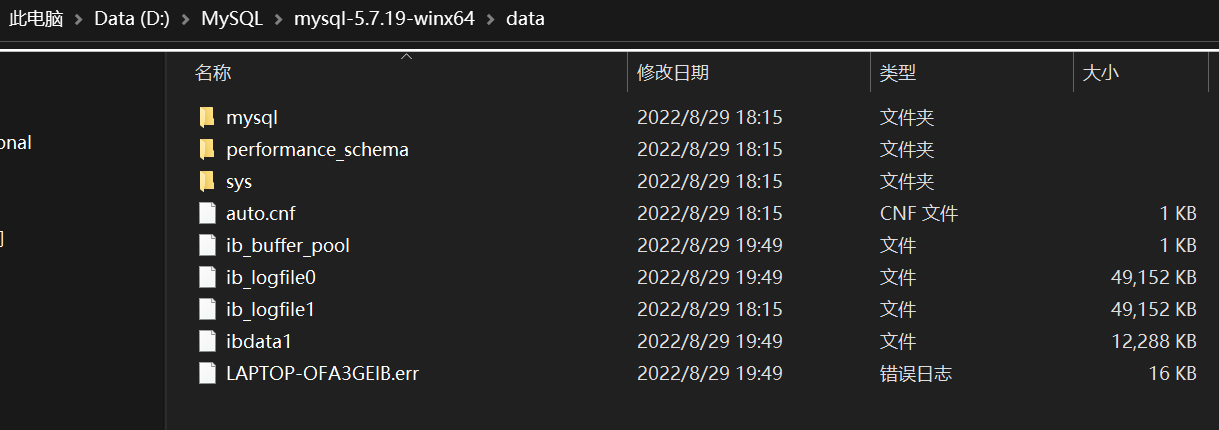 此电脑 > Data (D:) > MySQL > mysql-5.7.19-winx64 > data
名称 修改日期 类型 大小
mysql 2022/8/29 18:15 文件夹
onal
performance_schema 2022/8/29 18:15 文件夹
sys 2022/8/29 18:15 文件夹
auto.cnf 2022/8/29 18:15 CNF 文件 1 KB
ib_buffer_pool 2022/8/29 19:49 文件 1 KB
ib_logfile0 2022/8/29 19:49 文件 49,152 KB
ib_logfile1 2022/8/29 18:15 文件 49,152 KB
ibdata1 2022/8/29 19:49 文件 12,288 KB
LAPTOP-OFA3GEIB.err 2022/8/29 19:49 错误日志 16 KB